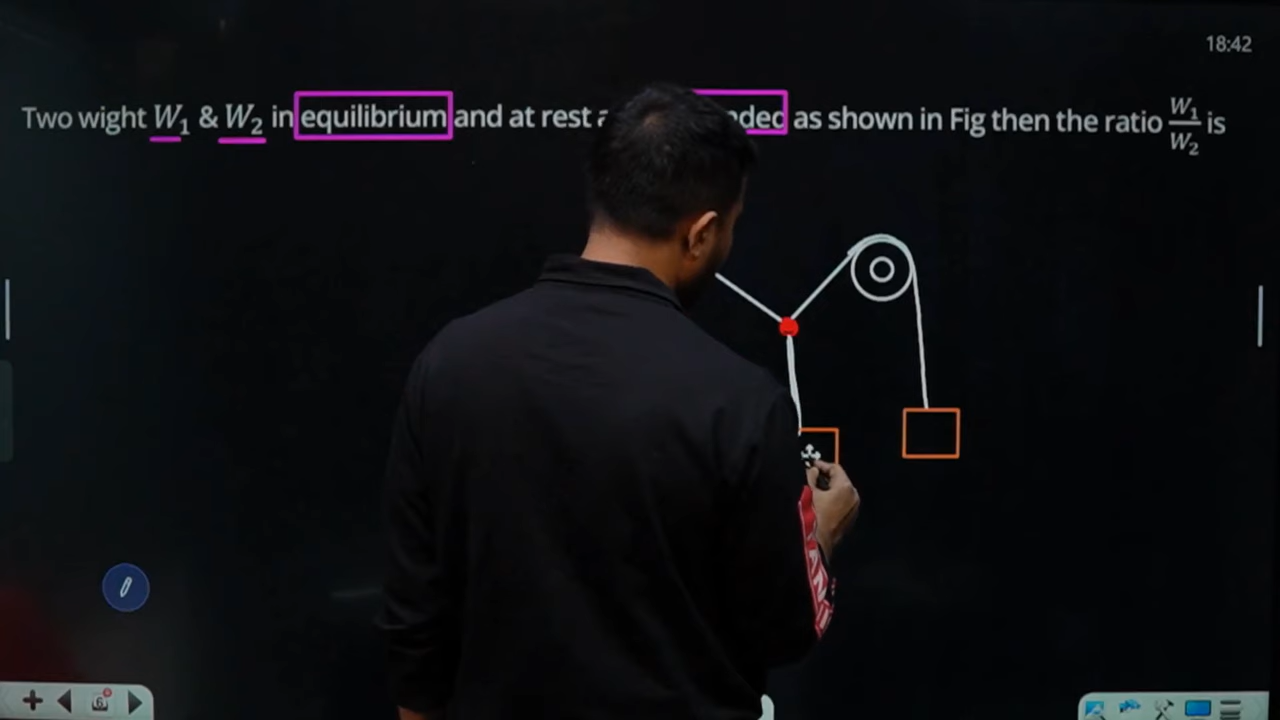 18:42
Two wight W₁ & W₂ in equilibrium and at rest as shown in Fig then the ratio W₁/W₂ is